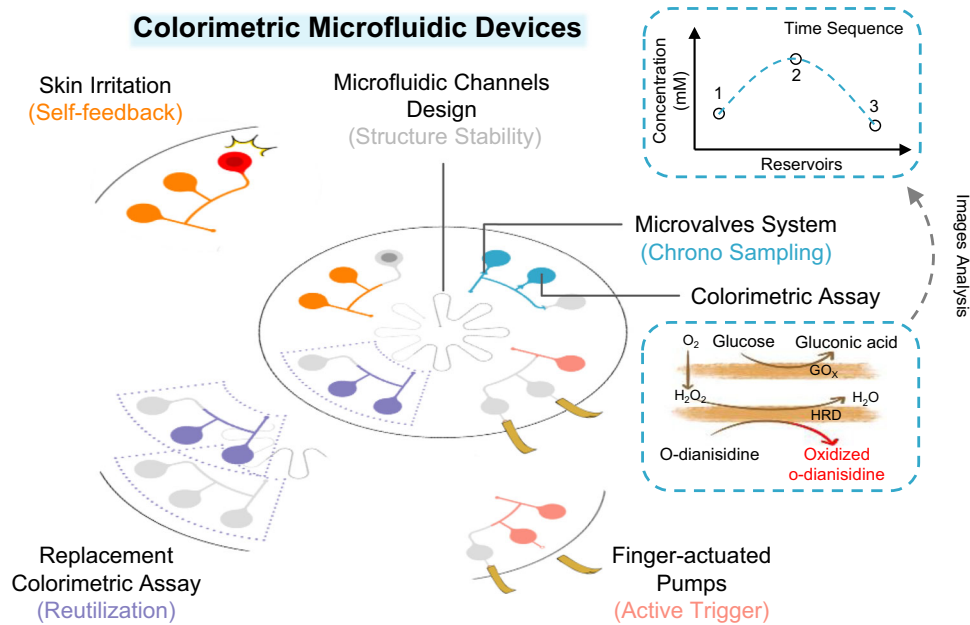 Colorimetric Microfluidic Devices
Skin Irritation
(Self-feedback)
Microfluidic Channels
Design
(Structure Stability)
Time Sequence
Concentration
(mM)
1
2
3
Reservoirs
Microvalves System
(Chrono Sampling)
Colorimetric Assay
Images Analysis
O₂
Glucose
Gluconic acid
GOₓ
H₂O₂
H₂O
HRD
O-dianisidine
Oxidized
o-dianisidine
Replacement
Colorimetric Assay
(Reutilization)
Finger-actuated
Pumps
(Active Trigger)